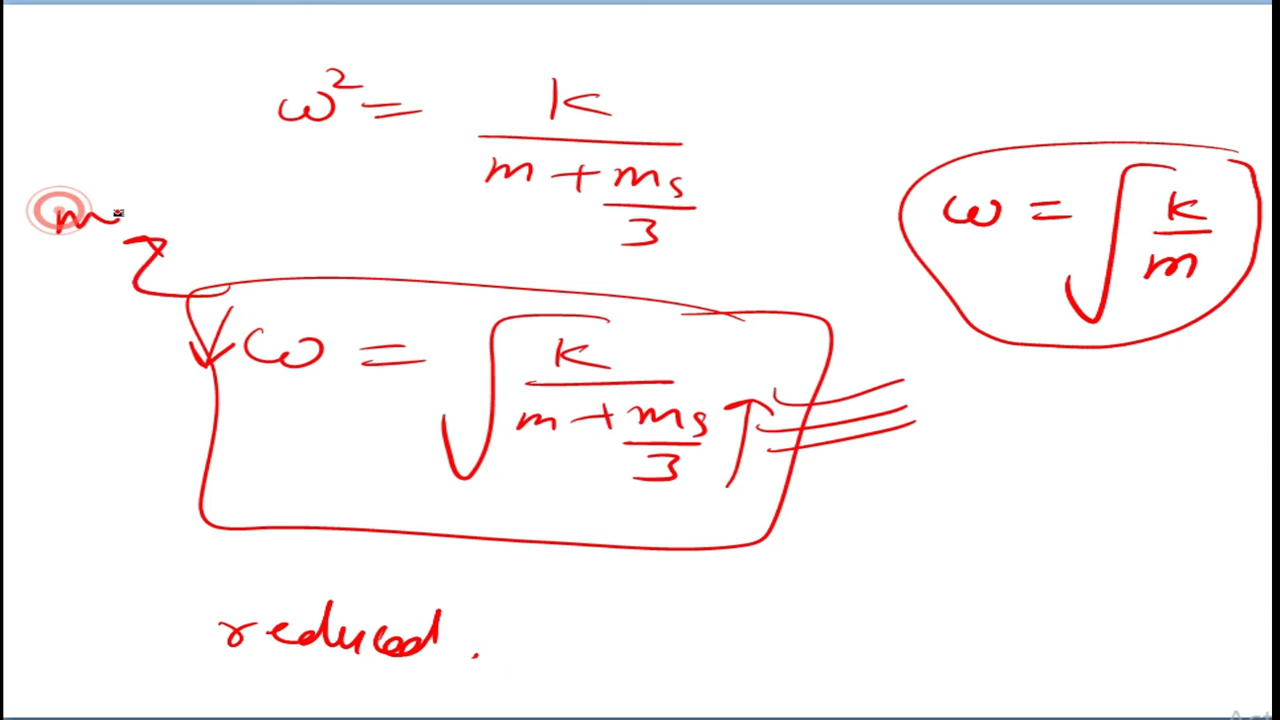 ω² = k / (m + ms/3)
ω = √(k/m)
m
ω = √(k / (m + ms/3))
reduced.